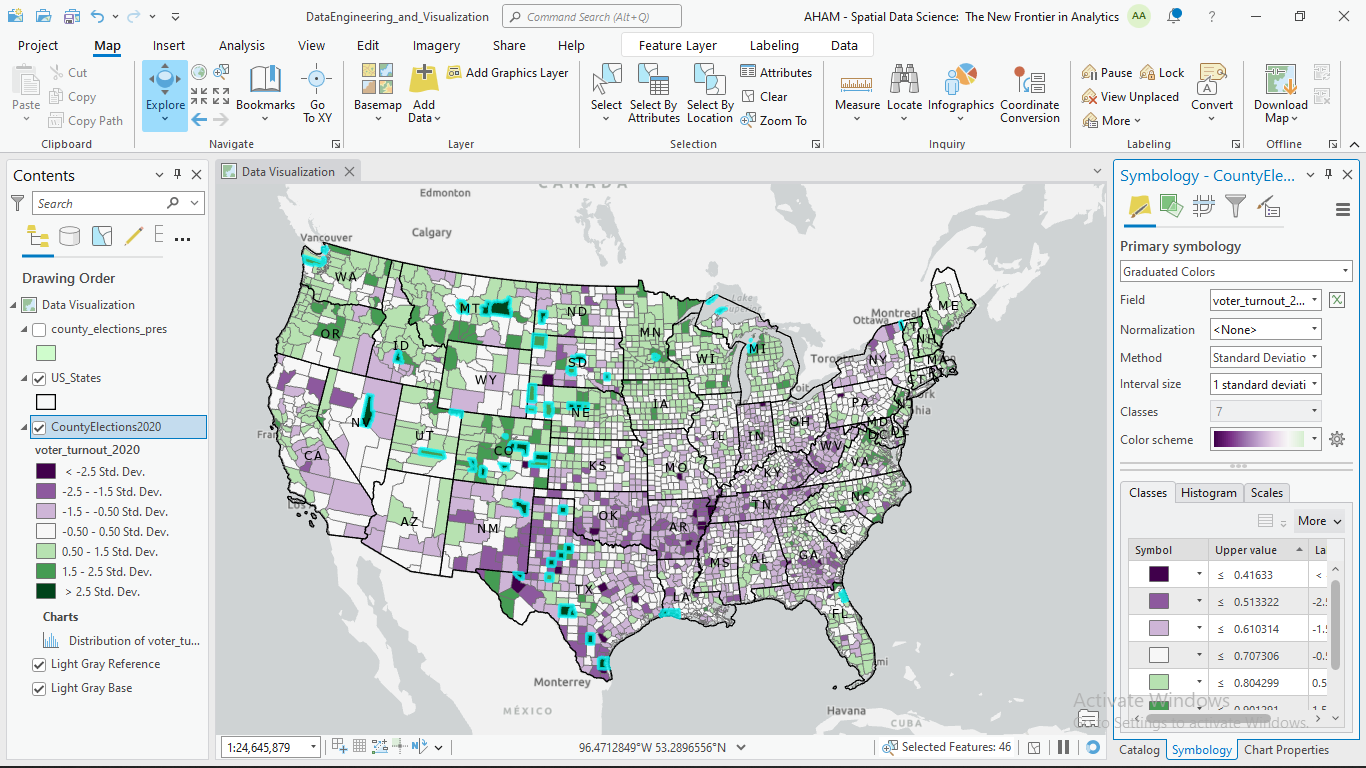 DataEngineering_and_Visualization
Command Search (Alt+Q)
AHAM - Spatial Data Science: The New Frontier in Analytics
AA
?
Project
Map
Insert
Analysis
View
Edit
Imagery
Share
Help
Feature Layer
Labeling
Data
Paste
Cut
Copy
Copy Path
Clipboard
Explore
Bookmarks
Go
To XY
Navigate
Basemap
Add
Data
Add Graphics Layer
Layer
Select
Select By
Attributes
Select By
Location
Attributes
Clear
Zoom To
Selection
Measure
Locate
Infographics
Coordinate
Conversion
Inquiry
Pause
Lock
View Unplaced
More
Convert
Labeling
Download
Map
Offline
Contents
Search
Drawing Order
Data Visualization
county_elections_pres
US_States
CountyElections2020
voter_turnout_2020
< -2.5 Std. Dev.
-2.5 - -1.5 Std. Dev.
-1.5 - -0.50 Std. Dev.
-0.50 - 0.50 Std. Dev.
0.50 - 1.5 Std. Dev.
1.5 - 2.5 Std. Dev.
> 2.5 Std. Dev.
Charts
Distribution of voter_tu...
Light Gray Reference
Light Gray Base
Data Visualization
CANADA
Edmonton
Calgary
Vancouver
Lake
Montreal
Ottawa
Toronto
WA
MT
ND
MN
ME
OR
ID
SD
WI
MI
VT
NH
NY
MA
WY
IA
NE
PA
CT
RI
UT
CO
IL
IN
OH
MD
DE
DC
WV
CA
KS
MO
KY
VA
AZ
NM
OK
AR
TN
NC
SC
MS
AL
GA
TX
LA
FL
Monterrey
MÉXICO
Havana
CUBA
1:24,645,879
96.4712849°W 53.2896556°N
Selected Features: 46
Symbology - CountyEle...
Primary symbology
Graduated Colors
Field
voter_turnout_2...
Normalization
<None>
Method
Standard Deviatio
Interval size
1 standard deviati
Classes
7
Color scheme
Classes
Histogram
Scales
More
Symbol
Upper value
La
≤ 0.41633
<
≤ 0.513322
-2.5
≤ 0.610314
-1.5
≤ 0.707306
-0.5
≤ 0.804299
0.5
Activate Windows
Go to Settings to activate Windows.
Catalog
Symbology
Chart Properties